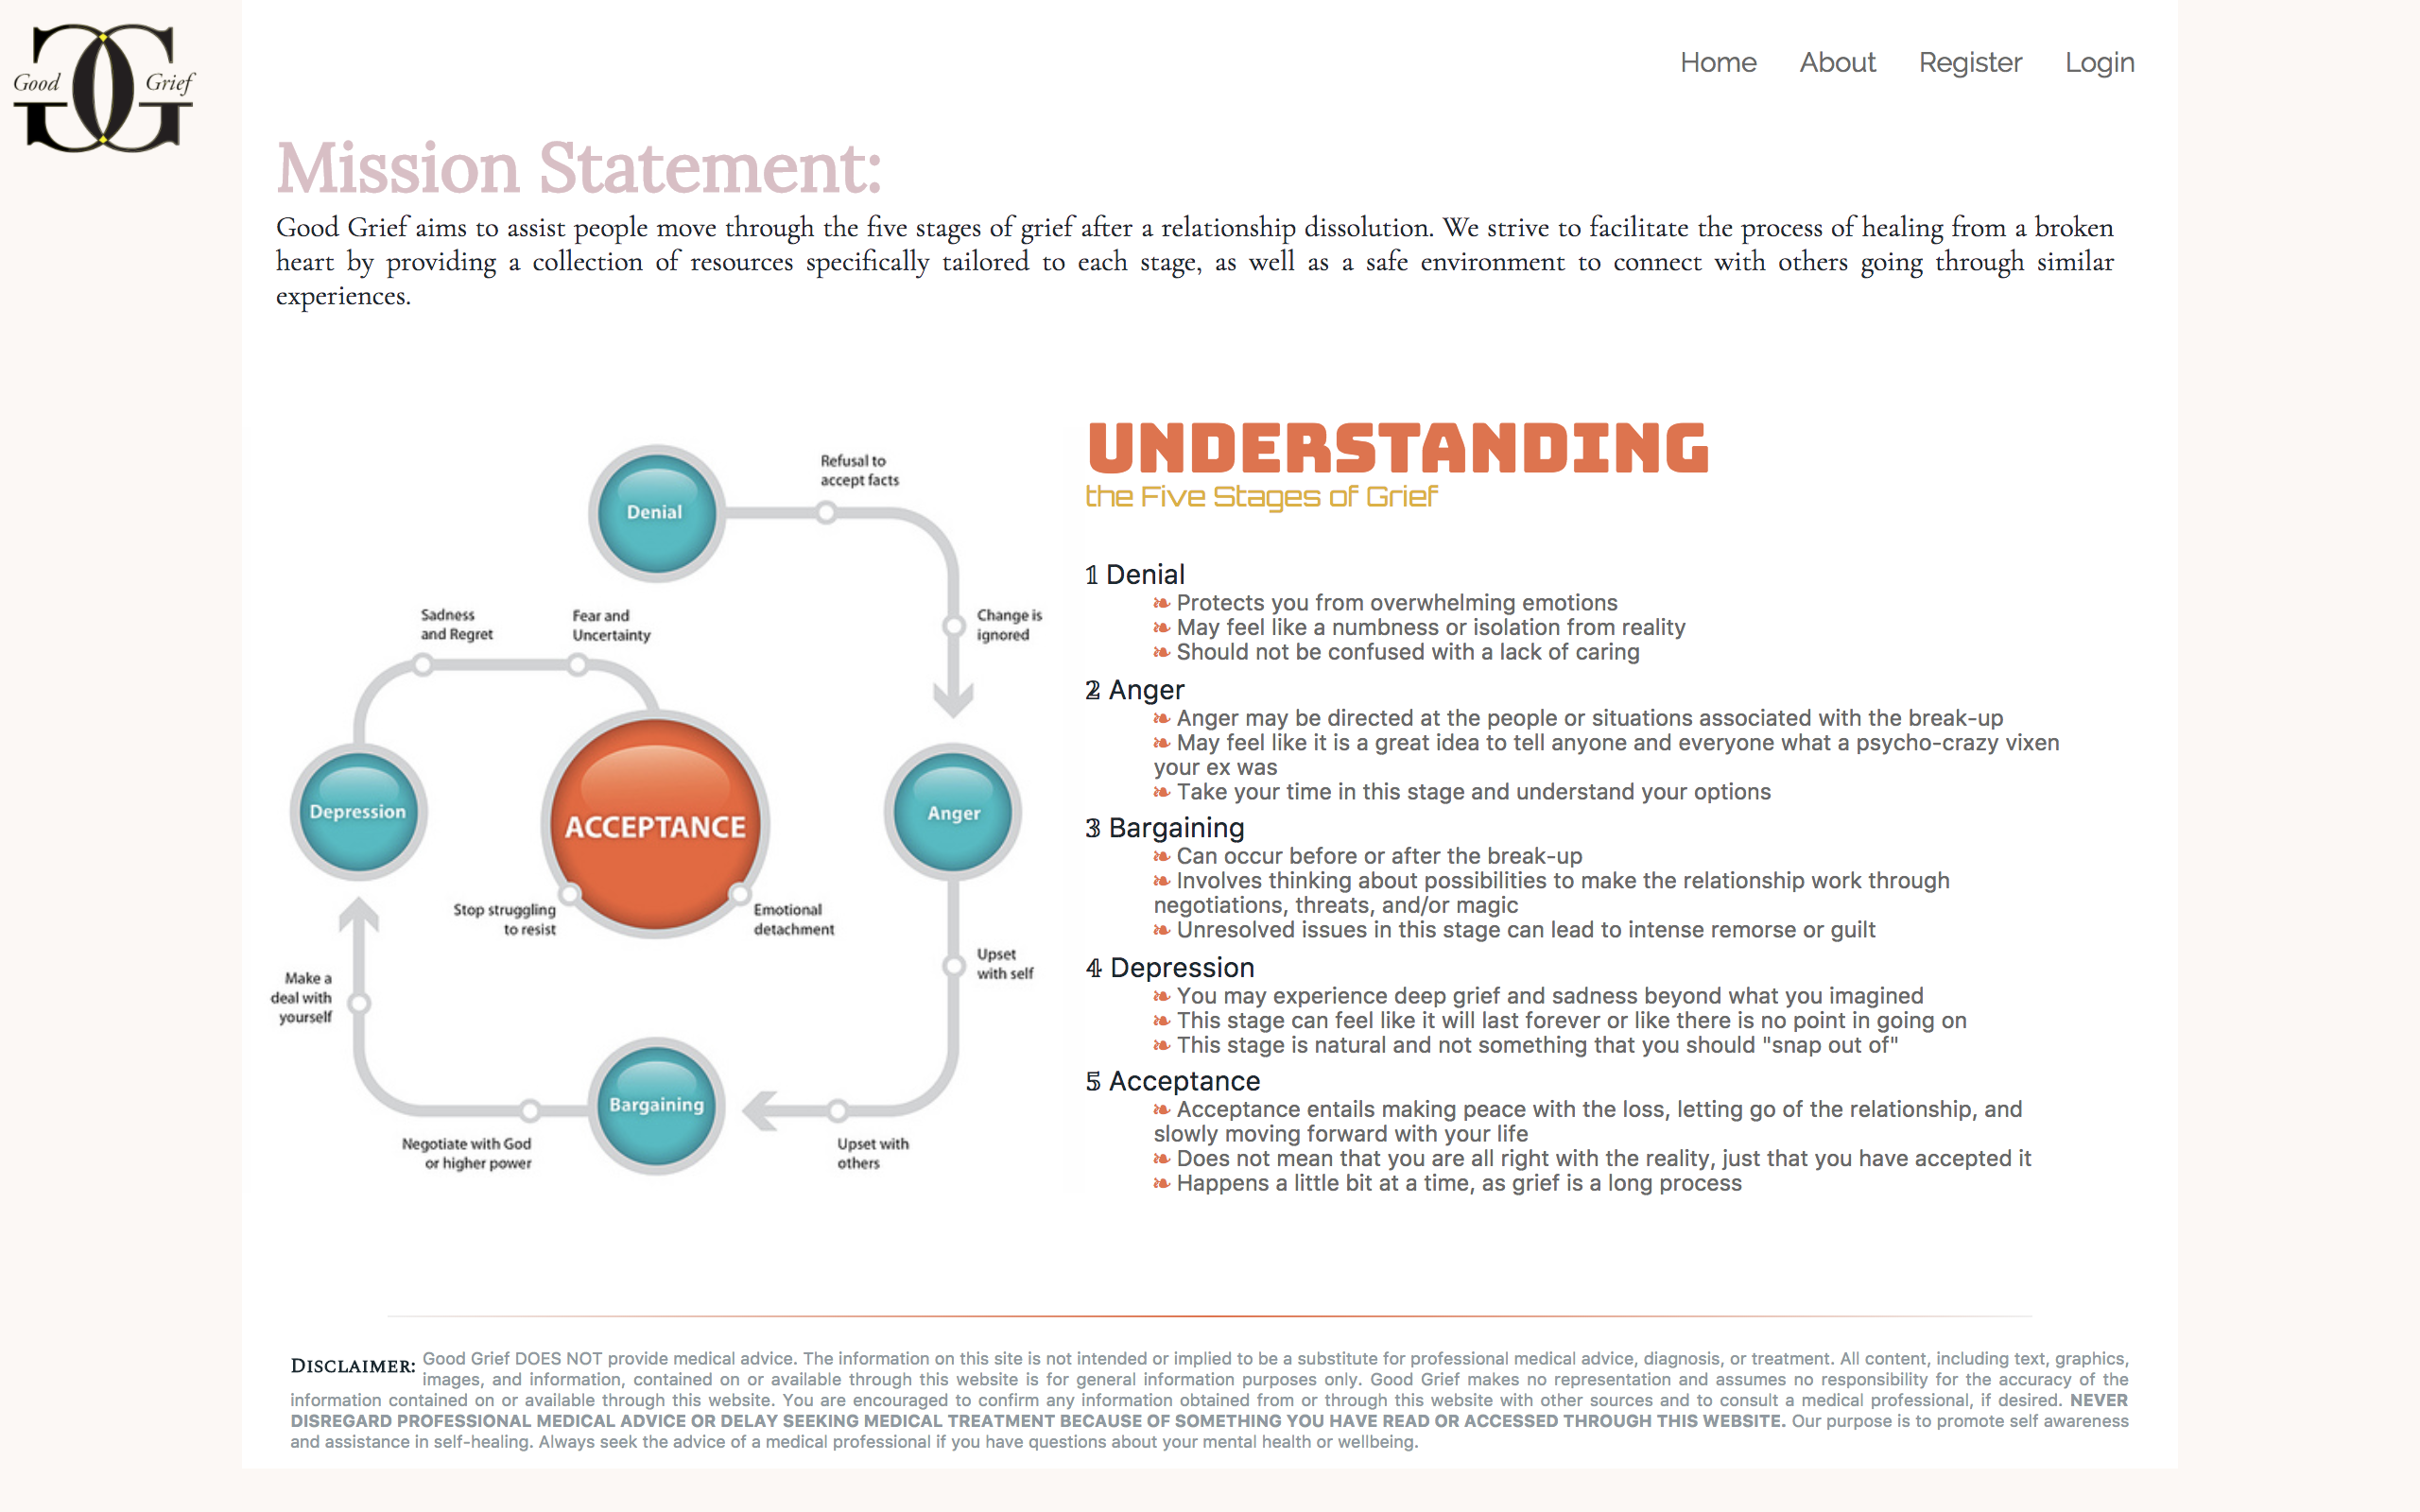 Good Grief
Home About Register Login
Mission Statement:
Good Grief aims to assist people move through the five stages of grief after a relationship dissolution. We strive to facilitate the process of healing from a broken
heart by providing a collection of resources specifically tailored to each stage, as well as a safe environment to connect with others going through similar
experiences.
Denial
Refusal to
accept facts
Change is
ignored
Sadness
and Regret
Fear and
Uncertainty
Depression
ACCEPTANCE
Anger
Stop struggling
to resist
Emotional
detachment
Upset
with self
Make a
deal with
yourself
Bargaining
Negotiate with God
or higher power
Upset with
others
UNDERSTANDING
the Five Stages of Grief
1 Denial
❧ Protects you from overwhelming emotions
❧ May feel like a numbness or isolation from reality
❧ Should not be confused with a lack of caring
2 Anger
❧ Anger may be directed at the people or situations associated with the break-up
❧ May feel like it is a great idea to tell anyone and everyone what a psycho-crazy vixen
your ex was
❧ Take your time in this stage and understand your options
3 Bargaining
❧ Can occur before or after the break-up
❧ Involves thinking about possibilities to make the relationship work through
negotiations, threats, and/or magic
❧ Unresolved issues in this stage can lead to intense remorse or guilt
4 Depression
❧ You may experience deep grief and sadness beyond what you imagined
❧ This stage can feel like it will last forever or like there is no point in going on
❧ This stage is natural and not something that you should "snap out of"
5 Acceptance
❧ Acceptance entails making peace with the loss, letting go of the relationship, and
slowly moving forward with your life
❧ Does not mean that you are all right with the reality, just that you have accepted it
❧ Happens a little bit at a time, as grief is a long process
DISCLAIMER: Good Grief DOES NOT provide medical advice. The information on this site is not intended or implied to be a substitute for professional medical advice, diagnosis, or treatment. All content, including text, graphics,
images, and information, contained on or available through this website is for general information purposes only. Good Grief makes no representation and assumes no responsibility for the accuracy of the
information contained on or available through this website. You are encouraged to confirm any information obtained from or through this website with other sources and to consult a medical professional, if desired. NEVER
DISREGARD PROFESSIONAL MEDICAL ADVICE OR DELAY SEEKING MEDICAL TREATMENT BECAUSE OF SOMETHING YOU HAVE READ OR ACCESSED THROUGH THIS WEBSITE. Our purpose is to promote self awareness
and assistance in self-healing. Always seek the advice of a medical professional if you have questions about your mental health or wellbeing.